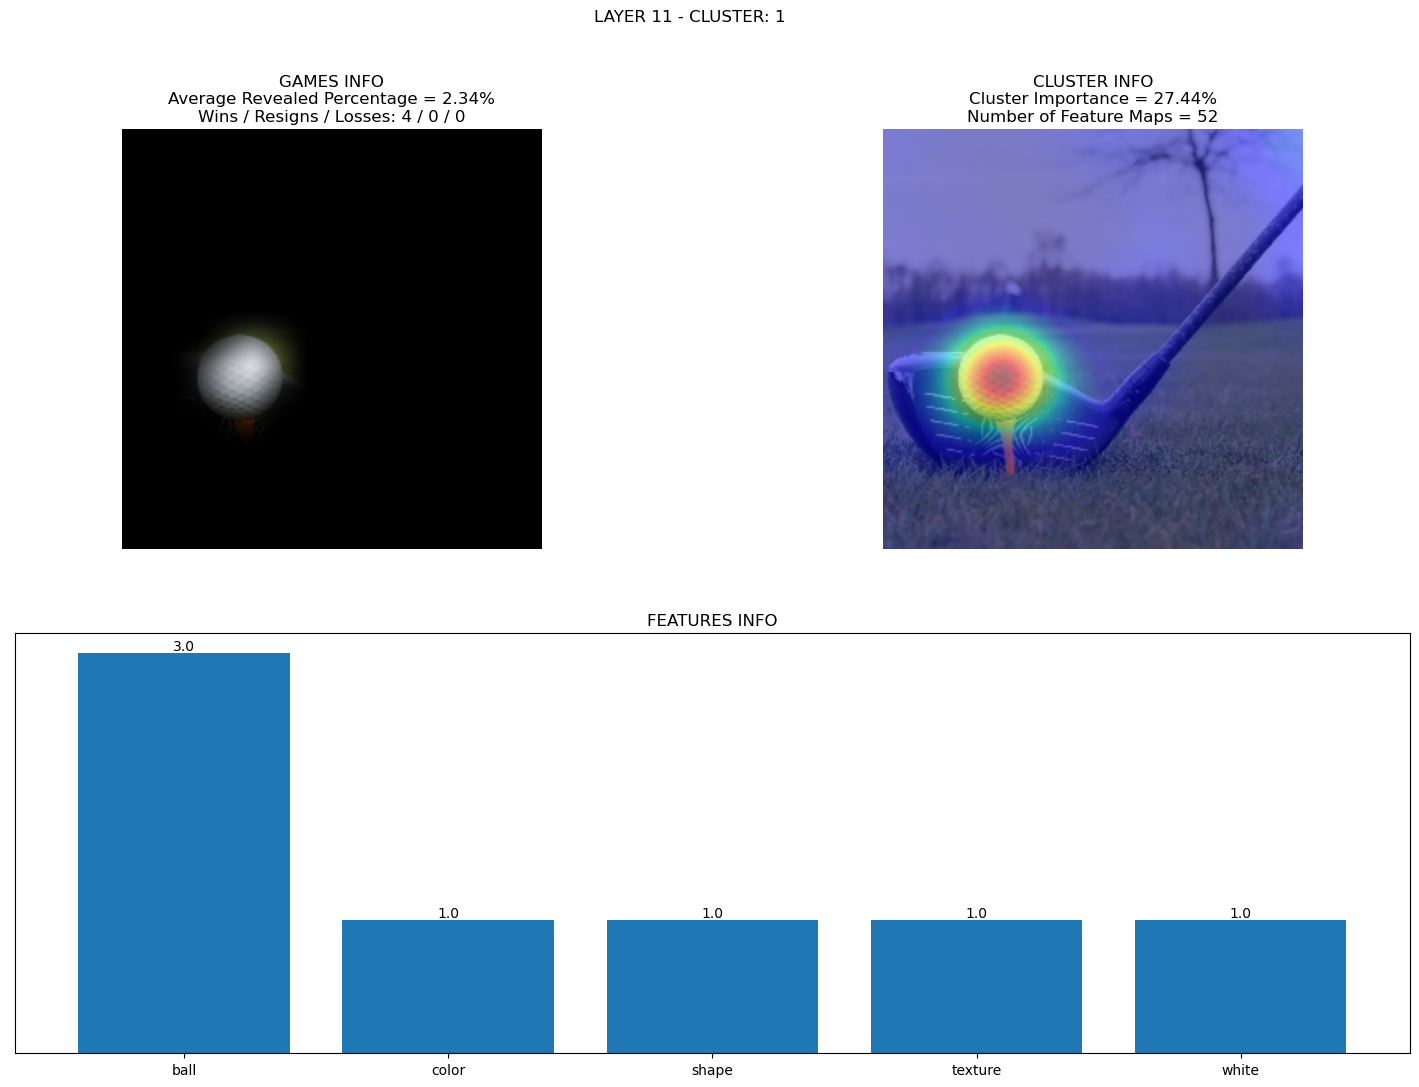 LAYER 11 - CLUSTER: 1
GAMES INFO
Average Revealed Percentage = 2.34%
Wins / Resigns / Losses: 4 / 0 / 0
CLUSTER INFO
Cluster Importance = 27.44%
Number of Feature Maps = 52
FEATURES INFO
3.0
1.0
1.0
1.0
1.0
ball
color
shape
texture
white